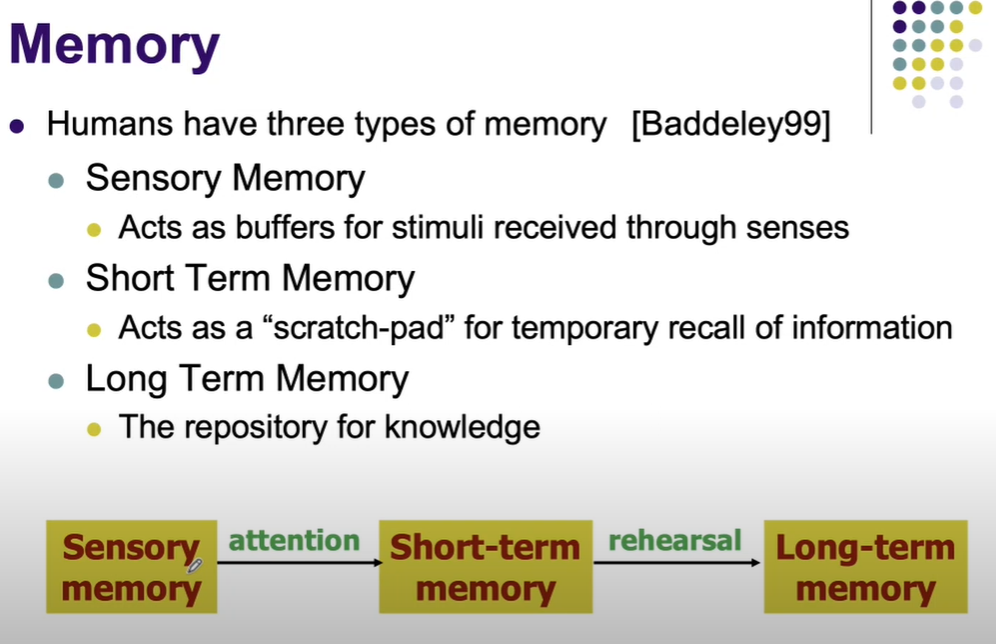 Memory
Humans have three types of memory [Baddeley99]
Sensory Memory
Acts as buffers for stimuli received through senses
Short Term Memory
Acts as a “scratch-pad” for temporary recall of information
Long Term Memory
The repository for knowledge
Sensory
memory
attention
Short-term
memory
rehearsal
Long-term
memory